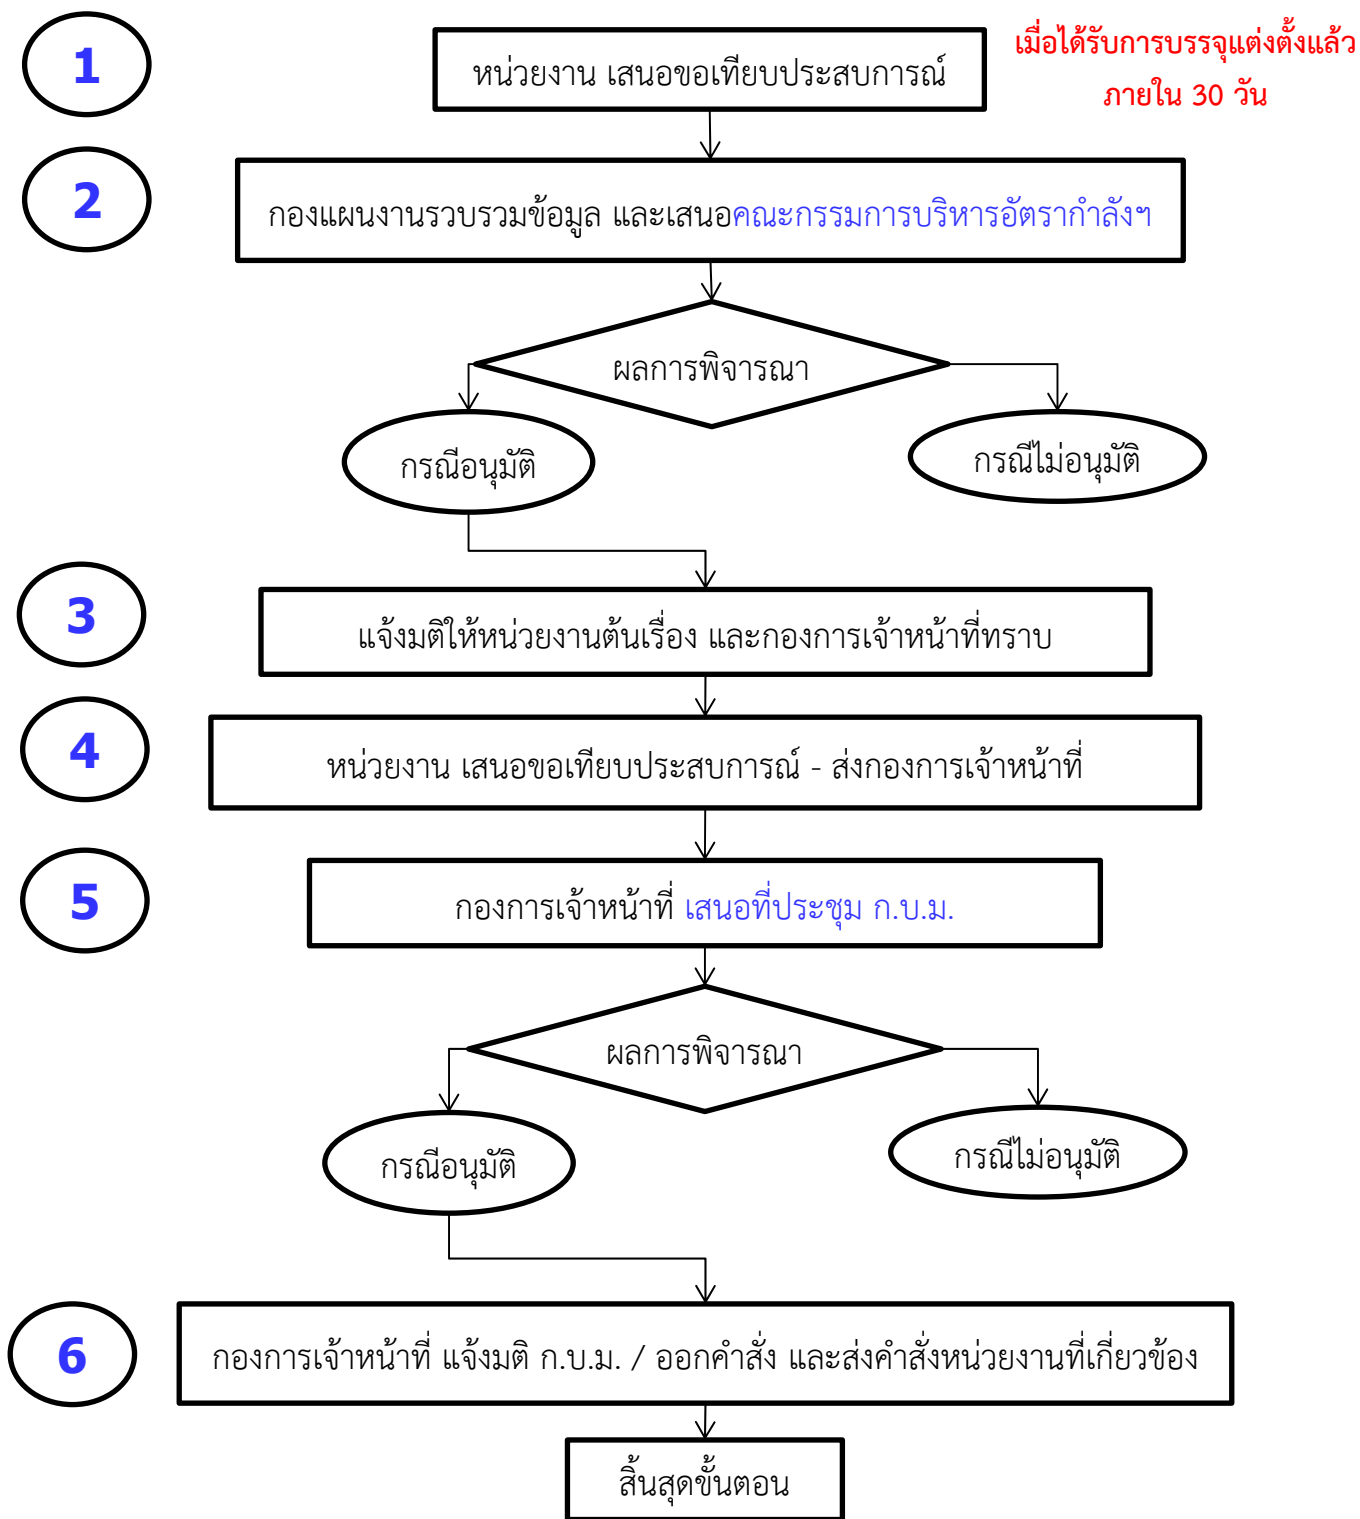 1
หน่วยงาน เสนอขอเทียบประสบการณ์
เมื่อได้รับการบรรจุแต่งตั้งแล้ว
ภายใน 30 วัน
2
กองแผนงานรวบรวมข้อมูล และเสนอคณะกรรมการบริหารอัตรากำลังฯ
ผลการพิจารณา
กรณีอนุมัติ
กรณีไม่อนุมัติ
3
แจ้งมติให้หน่วยงานต้นเรื่อง และกองการเจ้าหน้าที่ทราบ
4
หน่วยงาน เสนอขอเทียบประสบการณ์ - ส่งกองการเจ้าหน้าที่
5
กองการเจ้าหน้าที่ เสนอที่ประชุม ก.บ.ม.
ผลการพิจารณา
กรณีอนุมัติ
กรณีไม่อนุมัติ
6
กองการเจ้าหน้าที่ แจ้งมติ ก.บ.ม. / ออกคำสั่ง และส่งคำสั่งหน่วยงานที่เกี่ยวข้อง
สิ้นสุดขั้นตอน